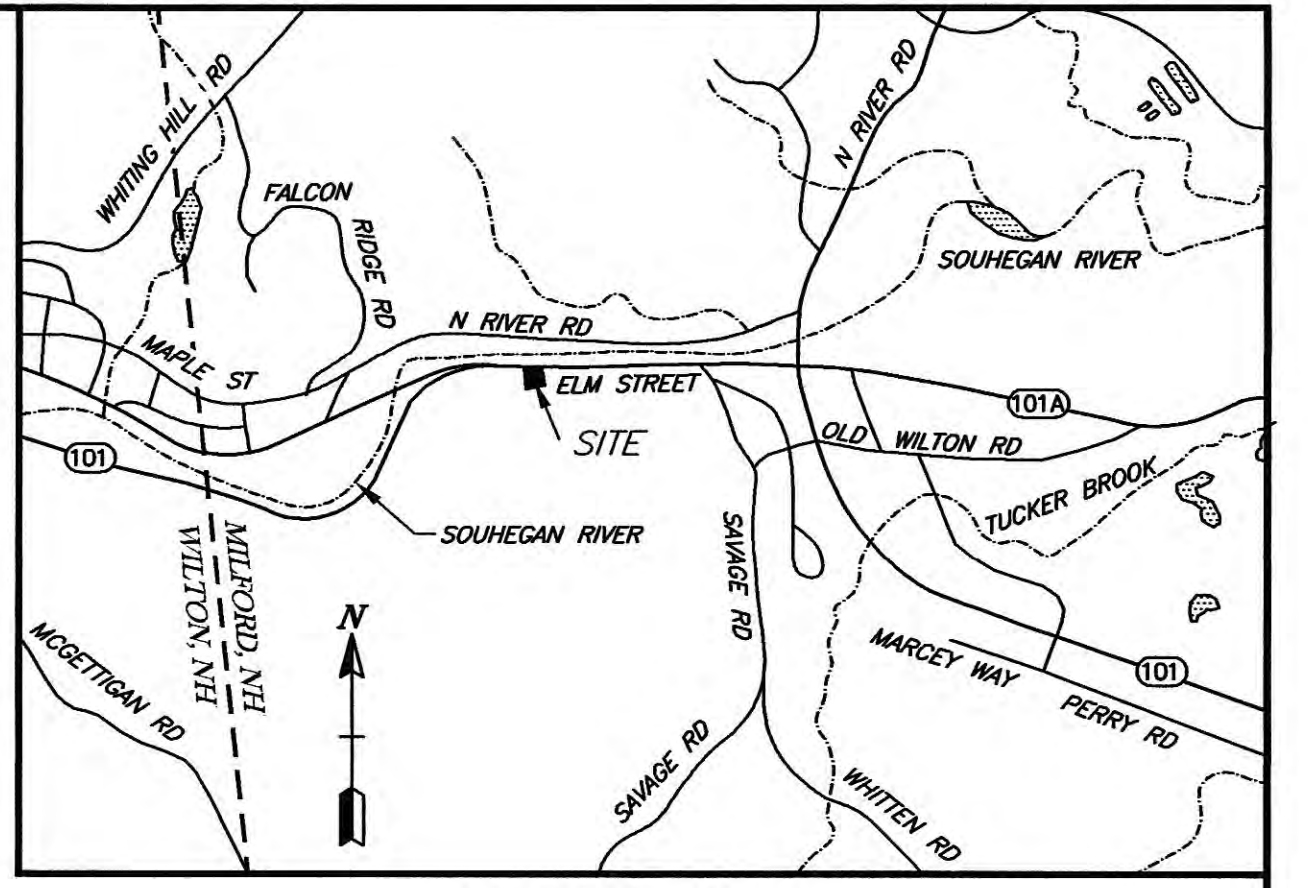 WHITING HILL RD
FALCON
RIDGE RD
N RIVER RD
SOUHEGAN RIVER
N RIVER RD
MAPLE ST
ELM STREET
101A
SITE
OLD WILTON RD
101
TUCKER BROOK
SOUHEGAN RIVER
SAVAGE RD
WILTON, NH
MILFORD, NH
N
MCGETTIGAN RD
MARCEY WAY
101
PERRY RD
SAVAGE RD
WHITTEN RD